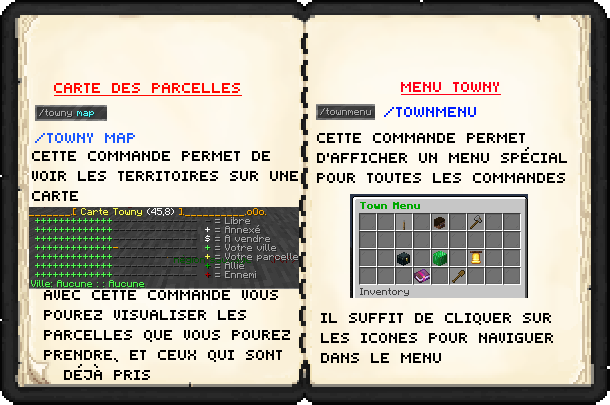 CARTE DES PARCELLES
/towny map
/TOWNY MAP
CETTE COMMANDE PERMET DE
VOIR LES TERRITOIRES SUR UNE
CARTE
[ Carte Towny (45,8) ]
- = Libre
+ = Annexé
$ = A vendre
+ = Votre ville
+ = Votre parcelle
+ = Allié
+ = Ennemi
Ville: Aucune : : Aucune
AVEC CETTE COMMANDE VOUS
POUREZ VISUALISER LES
PARCELLES QUE VOUS POUREZ
PRENDRE, ET CEUX QUI SONT
DÉJÀ PRIS
MENU TOWNY
/townmenu
/TOWNMENU
CETTE COMMANDE PERMET
D'AFFICHER UN MENU SPÉCIAL
POUR TOUTES LES COMMANDES
Town Menu
Inventory
IL SUFFIT DE CLIQUER SUR
LES ICONES POUR NAVIGUER
DANS LE MENU